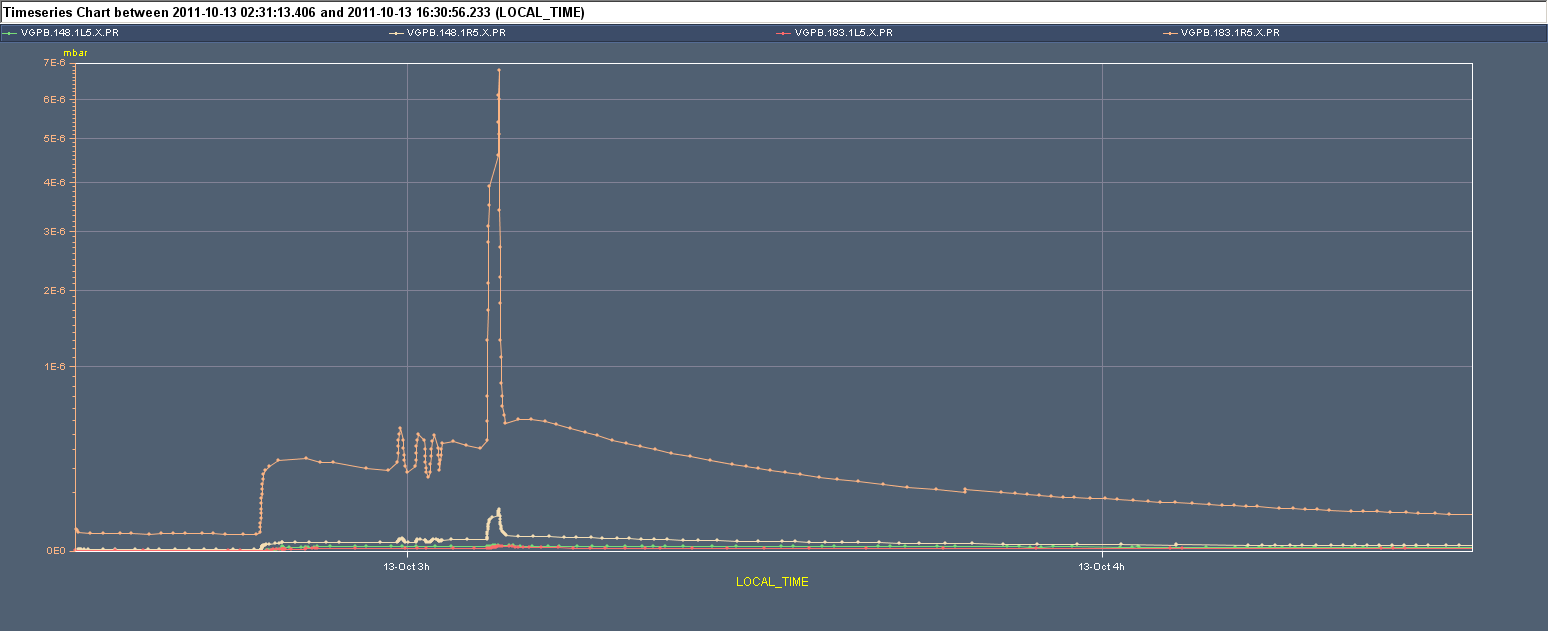 Timeseries Chart between 2011-10-13 02:31:13.406 and 2011-10-13 16:30:56.233 (LOCAL_TIME)
VGPB.148.1L5.X.PR VGPB.148.1R5.X.PR VGPB.183.1L5.X.PR VGPB.183.1R5.X.PR
mbar
7E-6
6E-6
5E-6
4E-6
3E-6
2E-6
1E-6
0E0
13-Oct 3h 13-Oct 4h
LOCAL_TIME